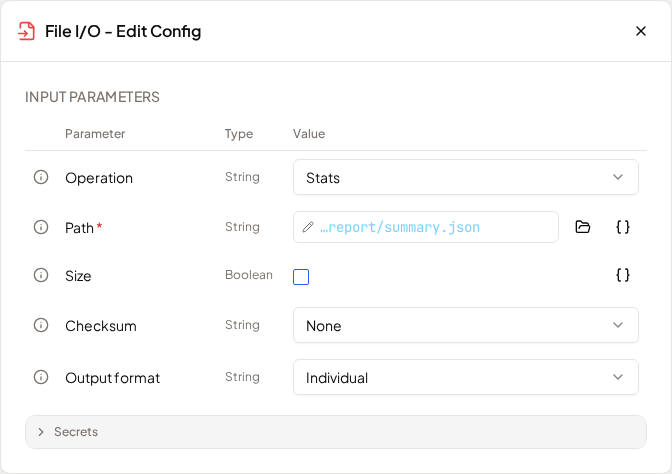 File I/O - Edit Config
INPUT PARAMETERS
Parameter Type Value
Operation String Stats
Path * String …report/summary.json { }
Size Boolean { }
Checksum String None
Output format String Individual
Secrets